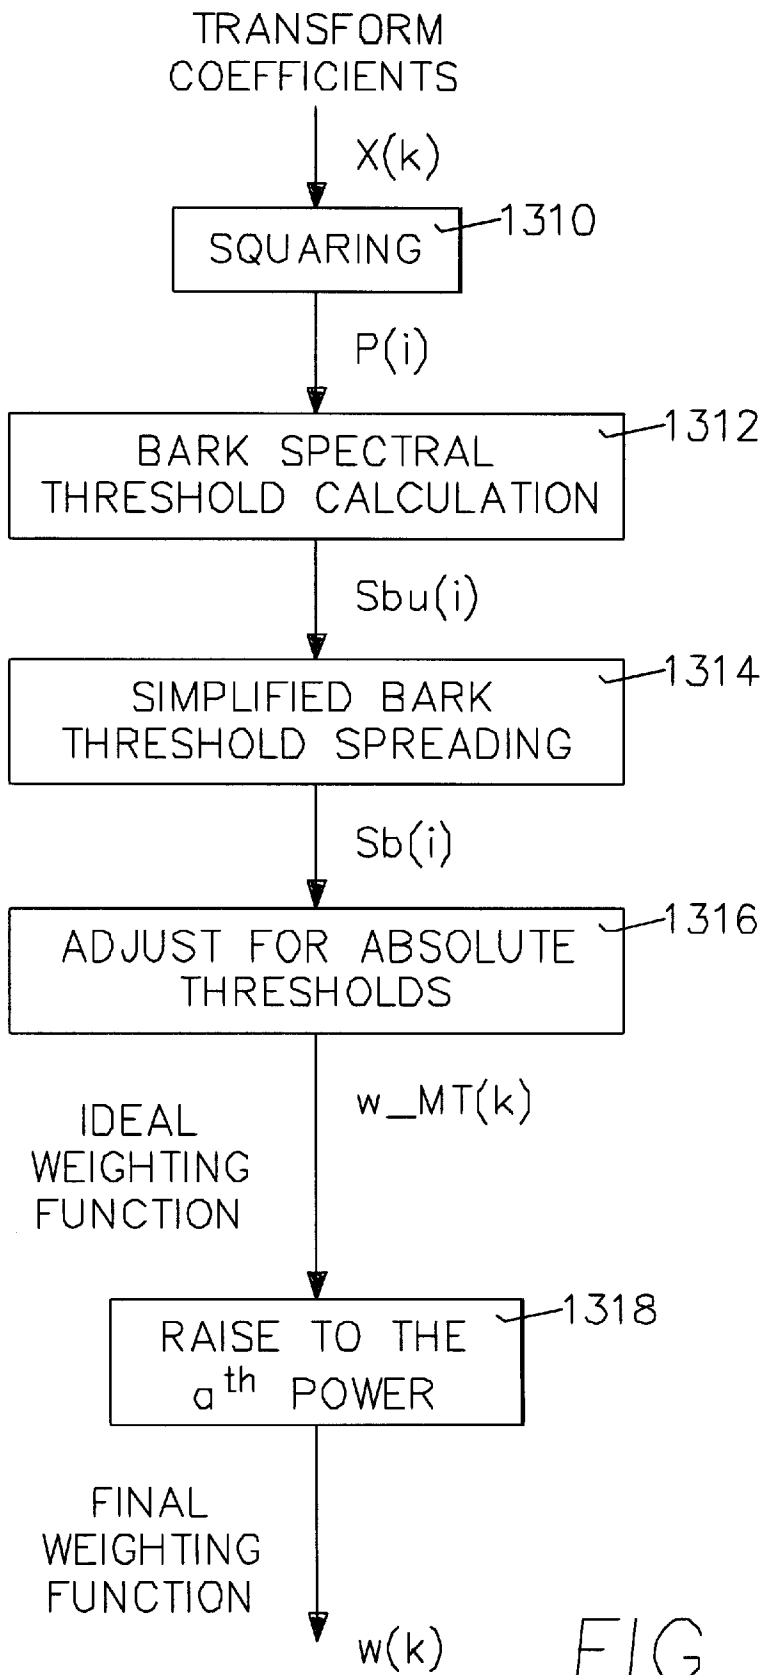 TRANSFORM
COEFFICIENTS
X(k)
1310
SQUARING
P(i)
1312
BARK SPECTRAL
THRESHOLD CALCULATION
Sbu(i)
1314
SIMPLIFIED BARK
THRESHOLD SPREADING
Sb(i)
1316
ADJUST FOR ABSOLUTE
THRESHOLDS
w_MT(k)
IDEAL
WEIGHTING
FUNCTION
1318
RAISE TO THE
a^th POWER
FINAL
WEIGHTING
FUNCTION
w(k)
FIG